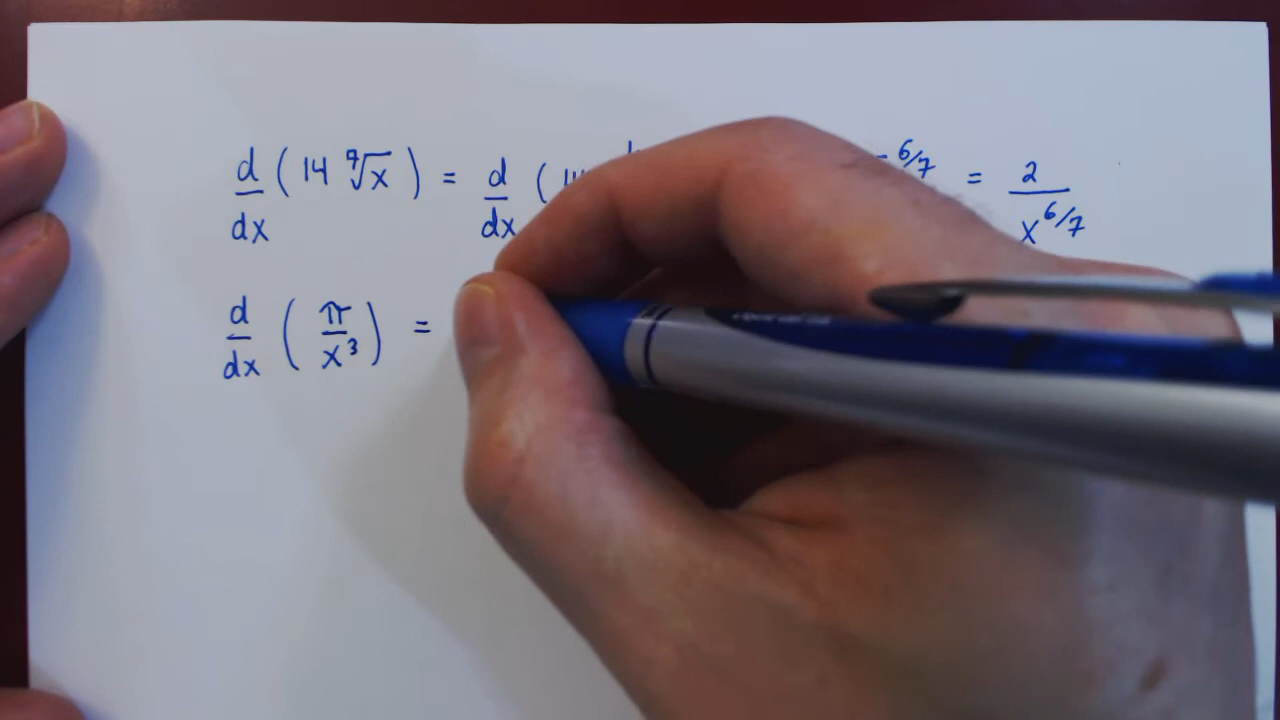 d/dx ( 14 ⁷√x ) = d/dx ( 14 -6/7 = 2/x^6/7
d/dx ( π/x³ ) =